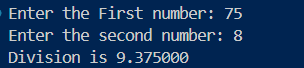 Enter the First number: 75
Enter the second number: 8
Division is 9.375000